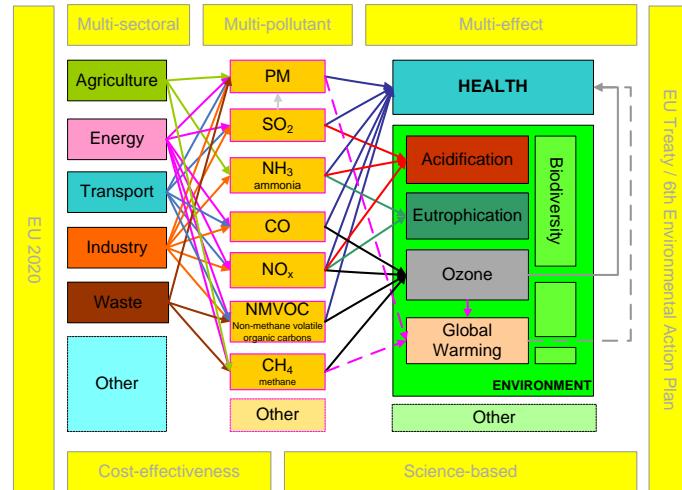 Multi-sectoral
Multi-pollutant
Multi-effect
EU 2020
Agriculture
Energy
Transport
Industry
Waste
Other
PM
SO₂
NH₃
ammonia
CO
NOₓ
NMVOC
Non-methane volatile
organic carbons
CH₄
methane
Other
HEALTH
Acidification
Eutrophication
Ozone
Global
Warming
Biodiversity
ENVIRONMENT
Other
EU Treaty / 6th Environmental Action Plan
Cost-effectiveness
Science-based